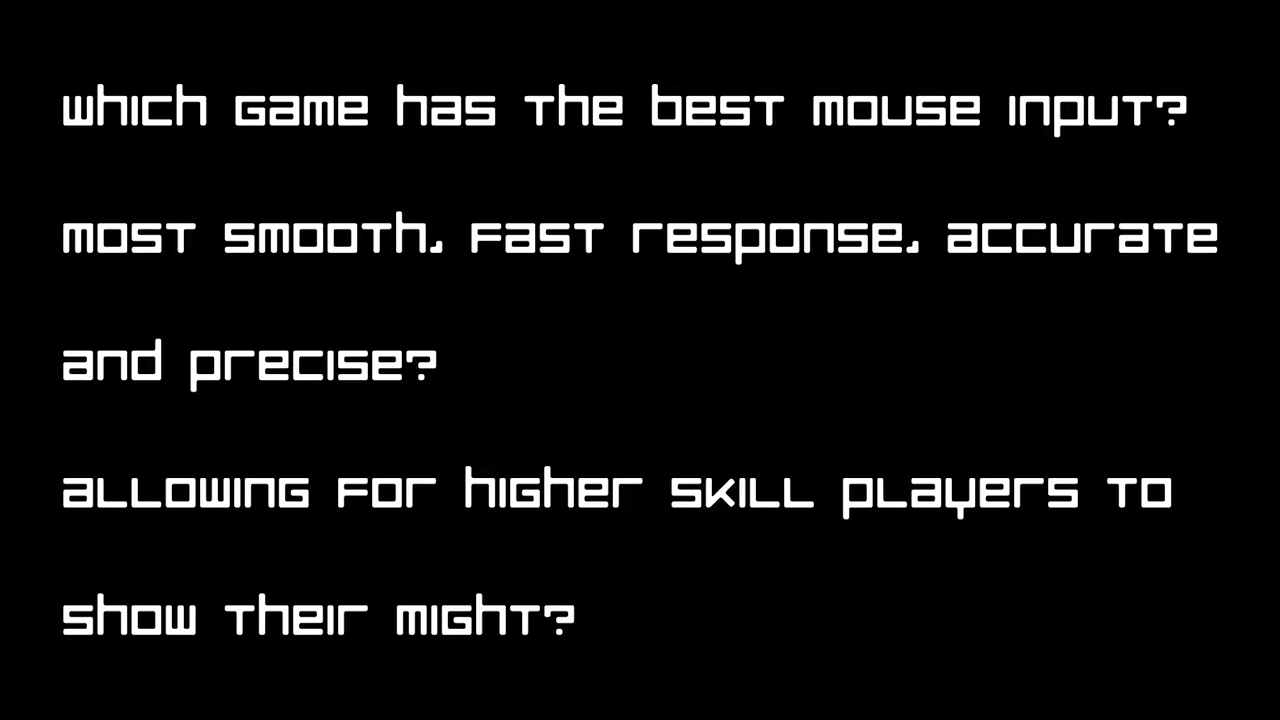 which game has the best mouse input?
most smooth, fast response, accurate
and precise?
allowing for higher skill players to
show their might?